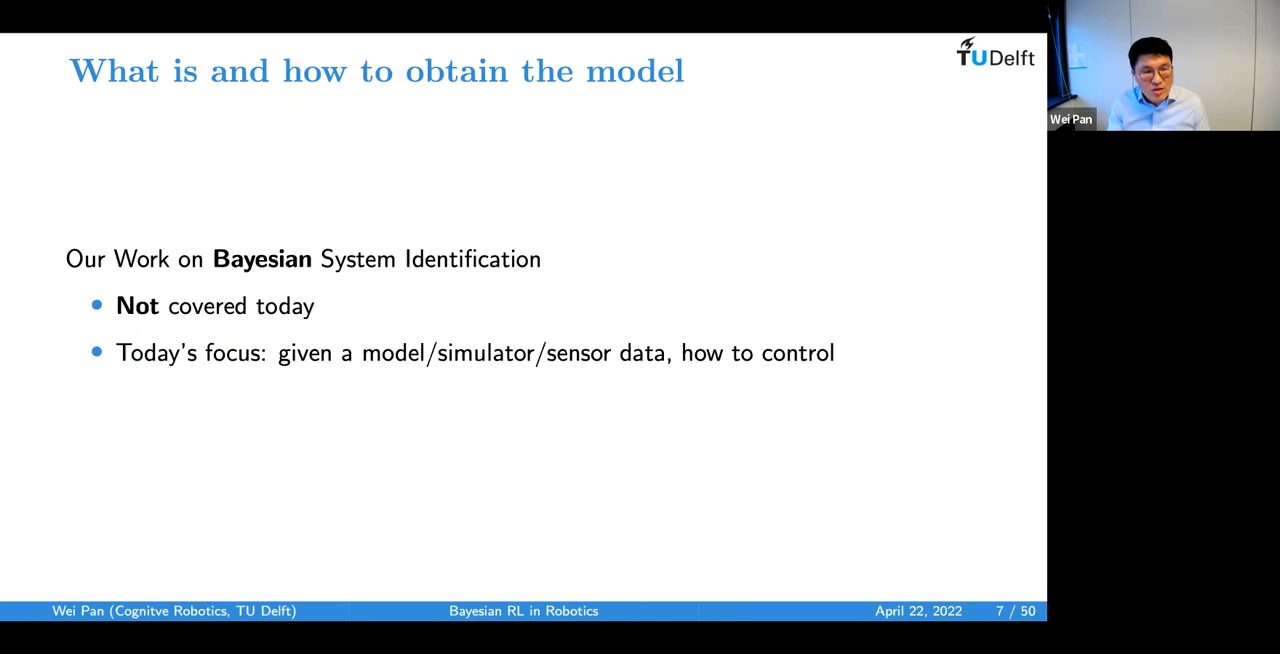 What is and how to obtain the model
TUDelft
Wei Pan
Our Work on Bayesian System Identification
Not covered today
Today's focus: given a model/simulator/sensor data, how to control
Wei Pan (Cognitve Robotics, TU Delft)
Bayesian RL in Robotics
April 22, 2022
7 / 50